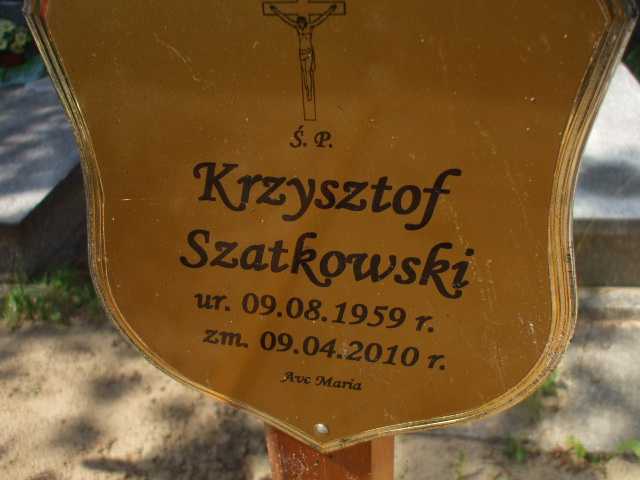 Ś. P.
Krzysztof
Szatkowski
ur. 09.08.1959 r.
zm. 09.04.2010 r.
Ave Maria